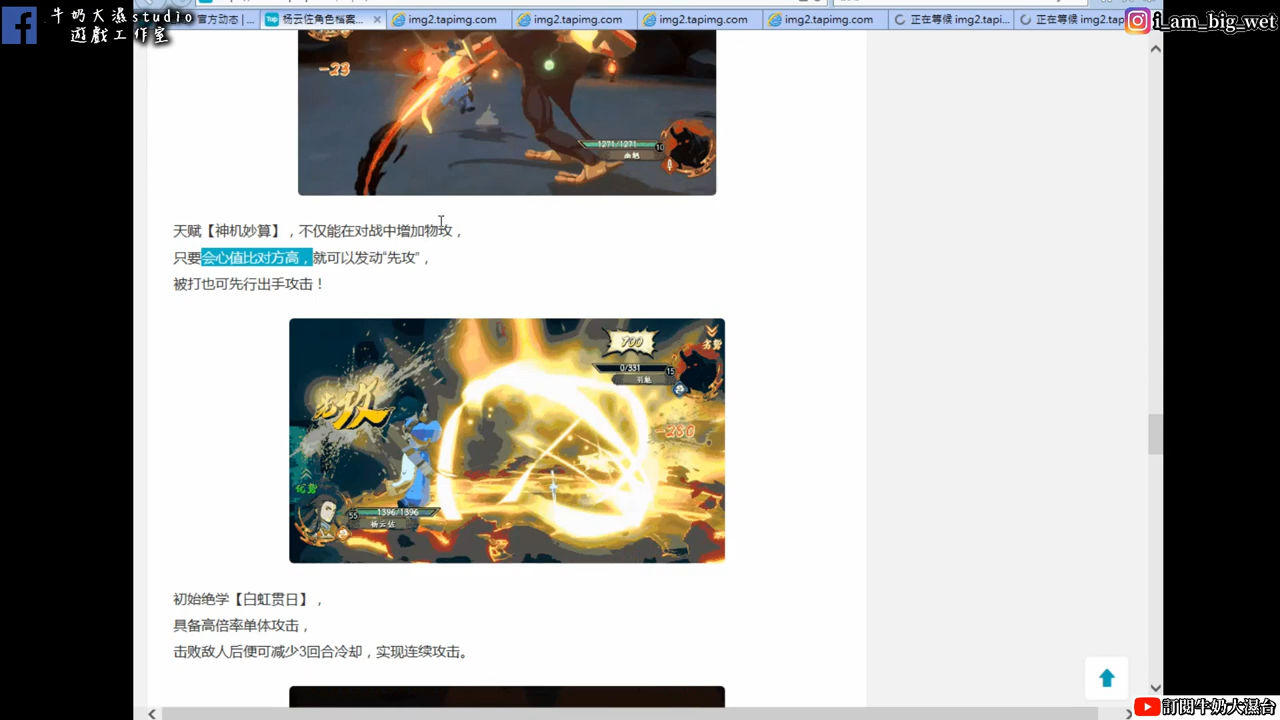 牛奶大濕studio
遊戲工作室
官方动态 | ...
杨云佐角色档案...
img2.tapimg.com
img2.tapimg.com
img2.tapimg.com
img2.tapimg.com
正在等候 img2.tapi...
正在等候 img2.tap
i_am_big_wet
-23
1271/1271
10
天赋【神机妙算】，不仅能在对战中增加物攻，
只要会心值比对方高，就可以发动“先攻”，
被打也可先行出手攻击！
劣势
0/331
15
羽魃
先攻
-280
优势
1396/1396
55
杨云佐
初始绝学【白虹贯日】，
具备高倍率单体攻击，
击败敌人后便可减少3回合冷却，实现连续攻击。
訂閱牛奶大濕台